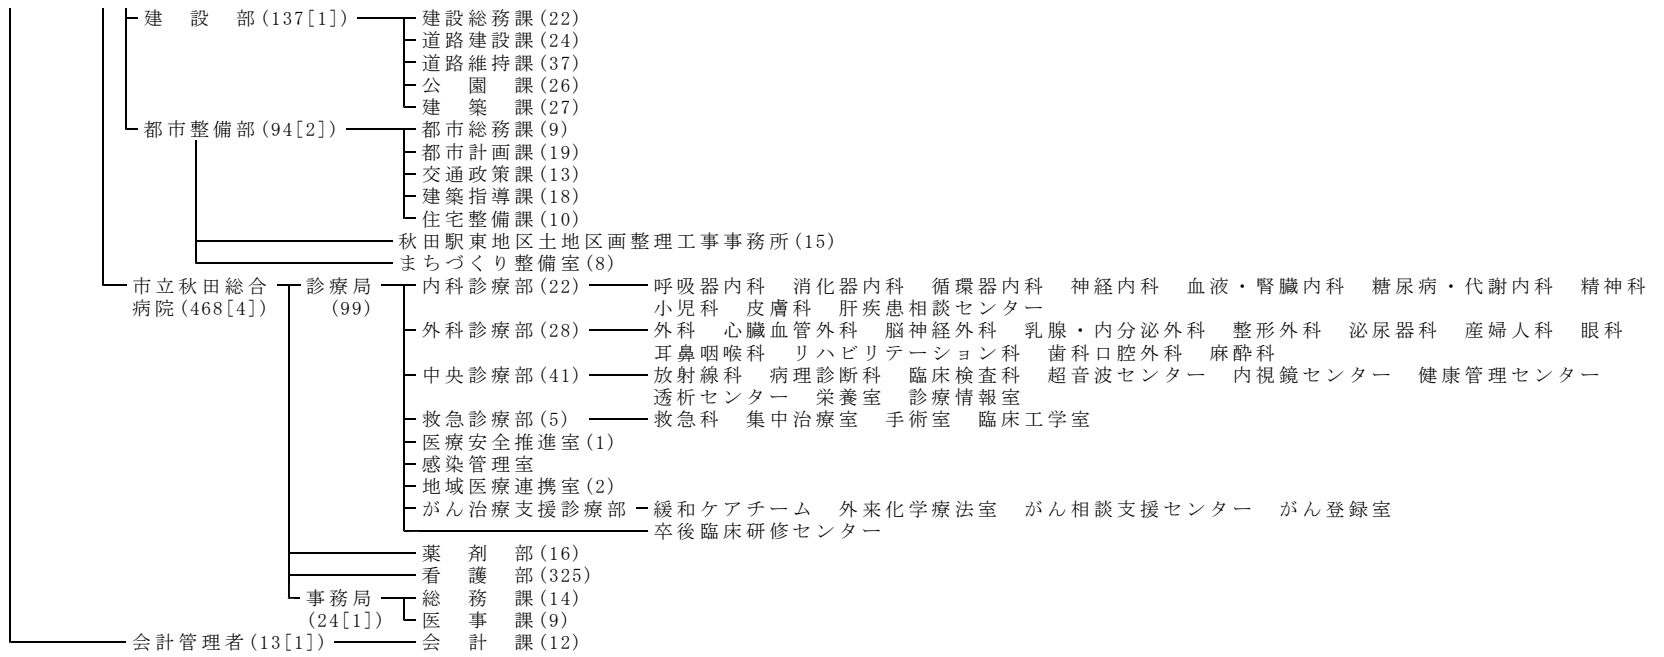 建設部(137[1]) 建設総務課(22)
道路建設課(24)
道路維持課(37)
公園課(26)
建築課(27)
都市整備部(94[2]) 都市総務課(9)
都市計画課(19)
交通政策課(13)
建築指導課(18)
住宅整備課(10)
秋田駅東地区土地区画整理工事事務所(15)
まちづくり整備室(8)
市立秋田総合 診療局 内科診療部(22) 呼吸器内科 消化器内科 循環器内科 神経内科 血液・腎臓内科 糖尿病・代謝内科 精神科
病院(468[4]) (99) 小児科 皮膚科 肝疾患相談センター
外科診療部(28) 外科 心臓血管外科 脳神経外科 乳腺・内分泌外科 整形外科 泌尿器科 産婦人科 眼科
耳鼻咽喉科 リハビリテーション科 歯科口腔外科 麻酔科
中央診療部(41) 放射線科 病理診断科 臨床検査科 超音波センター 内視鏡センター 健康管理センター
透析センター 栄養室 診療情報室
救急診療部(5) 救急科 集中治療室 手術室 臨床工学室
医療安全推進室(1)
感染管理室
地域医療連携室(2)
がん治療支援診療部 緩和ケアチーム 外来化学療法室 がん相談支援センター がん登録室
卒後臨床研修センター
薬剤部(16)
看護部(325)
事務局 総務課(14)
(24[1]) 医事課(9)
会計管理者(13[1]) 会計課(12)